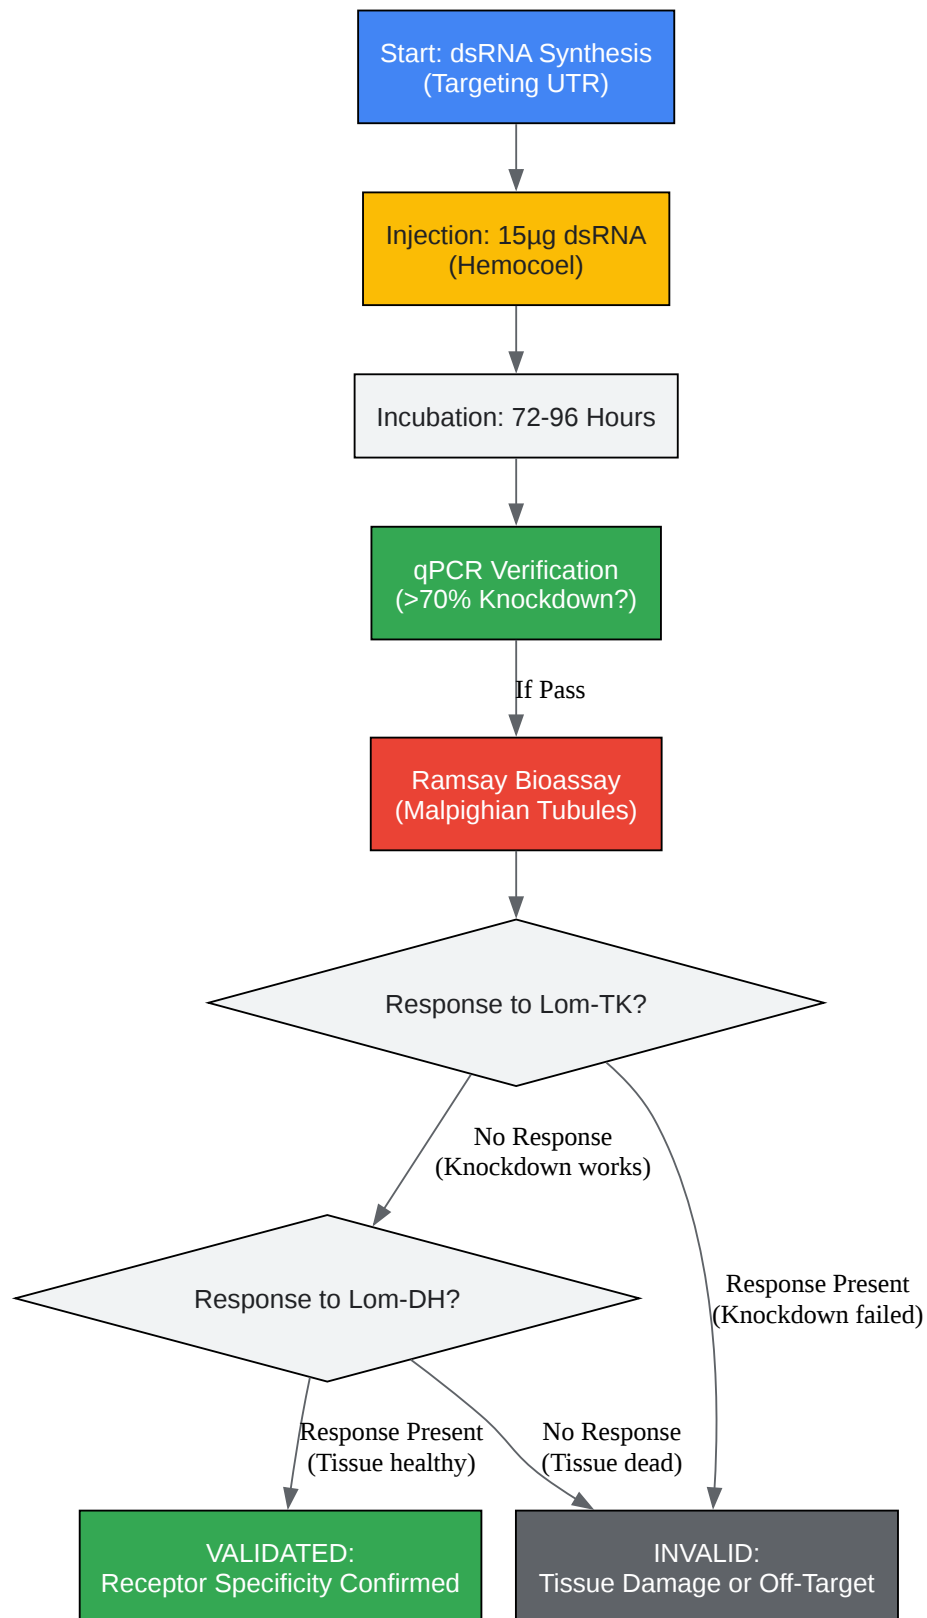 Start: dsRNA Synthesis
(Targeting UTR)
Injection: 15µg dsRNA
(Hemocoel)
Incubation: 72-96 Hours
qPCR Verification
(>70% Knockdown?)
If Pass
Ramsay Bioassay
(Malpighian Tubules)
Response to Lom-TK?
No Response
(Knockdown works)
Response Present
(Knockdown failed)
Response to Lom-DH?
Response Present
(Tissue healthy)
No Response
(Tissue dead)
VALIDATED:
Receptor Specificity Confirmed
INVALID:
Tissue Damage or Off-Target